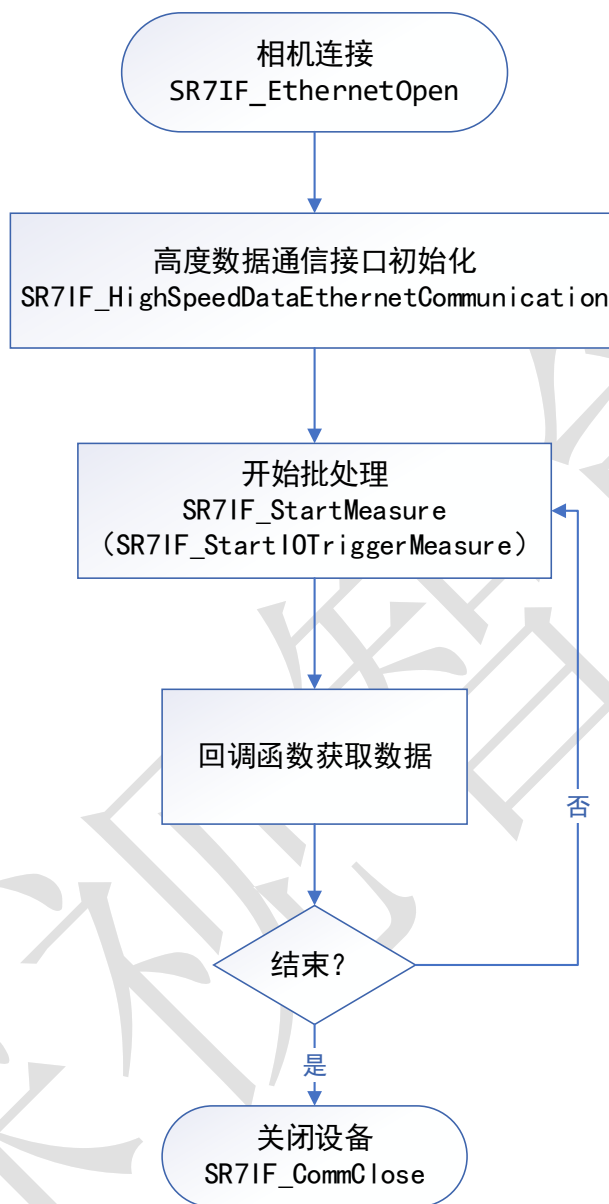 相机连接
SR7IF_EthernetOpen
高度数据通信接口初始化
SR7IF_HighSpeedDataEthernetCommunication
开始批处理
SR7IF_StartMeasure
（SR7IF_StartIOTriggerMeasure）
回调函数获取数据
否
结束？
是
关闭设备
SR7IF_CommClose